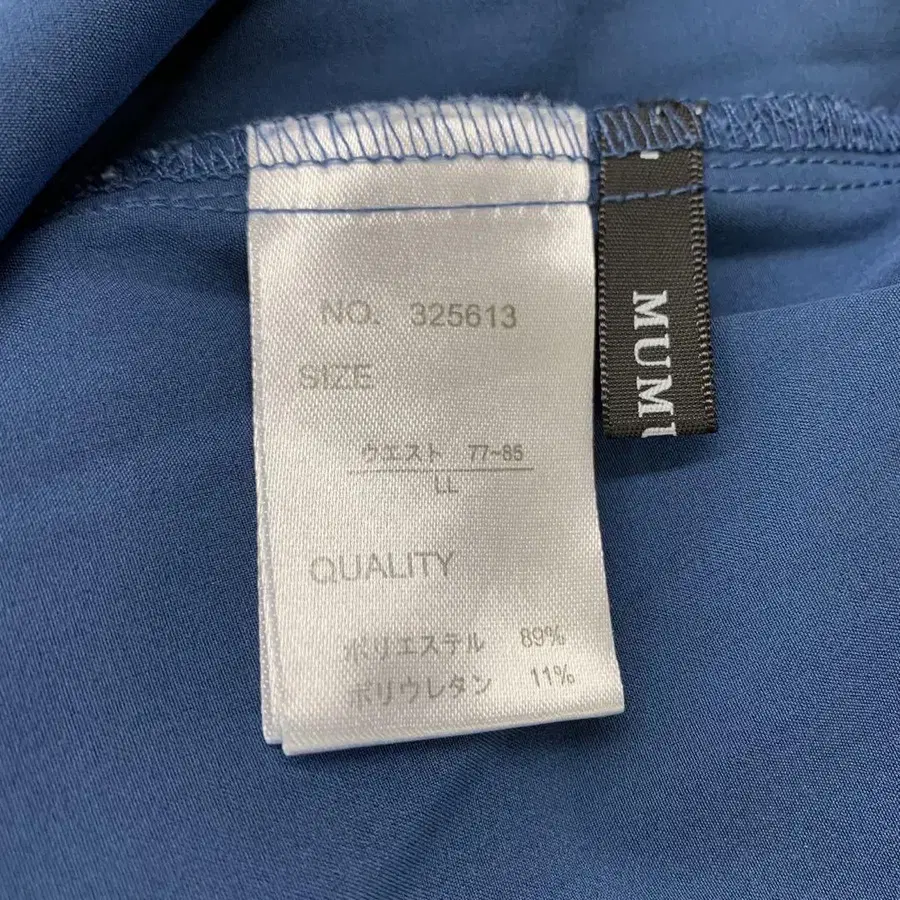 NO. 325613
SIZE
ウエスト 77~85
LL
QUALITY
ポリエステル 89%
ポリウレタン 11%
MUM